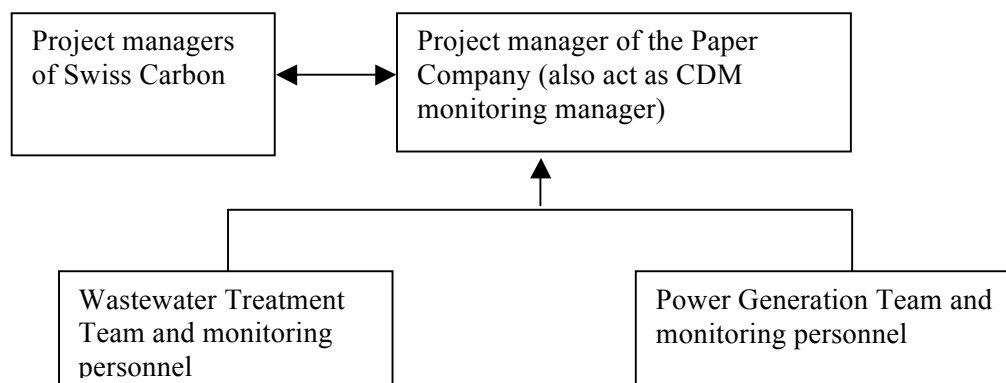 Project managers
of Swiss Carbon
Project manager of the Paper
Company (also act as CDM
monitoring manager)
Wastewater Treatment
Team and monitoring
personnel
Power Generation Team and
monitoring personnel